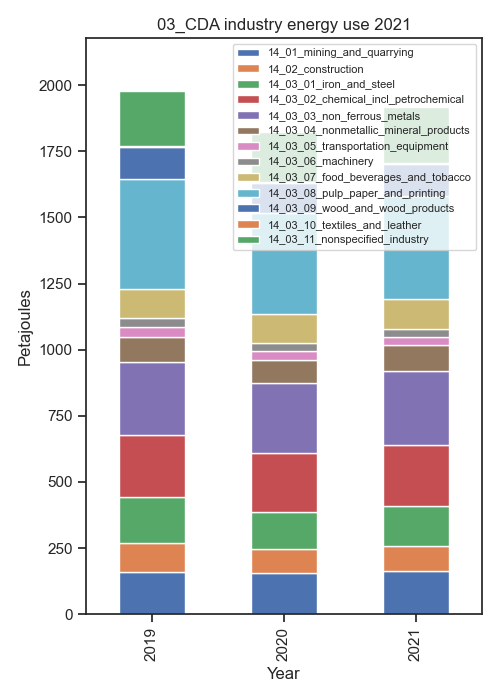 03_CDA industry energy use 2021
14_01_mining_and_quarrying
14_02_construction
14_03_01_iron_and_steel
14_03_02_chemical_incl_petrochemical
14_03_03_non_ferrous_metals
14_03_04_nonmetallic_mineral_products
14_03_05_transportation_equipment
14_03_06_machinery
14_03_07_food_beverages_and_tobacco
14_03_08_pulp_paper_and_printing
14_03_09_wood_and_wood_products
14_03_10_textiles_and_leather
14_03_11_nonspecified_industry
Petajoules
2000
1750
1500
1250
1000
750
500
250
0
2019
2020
2021
Year